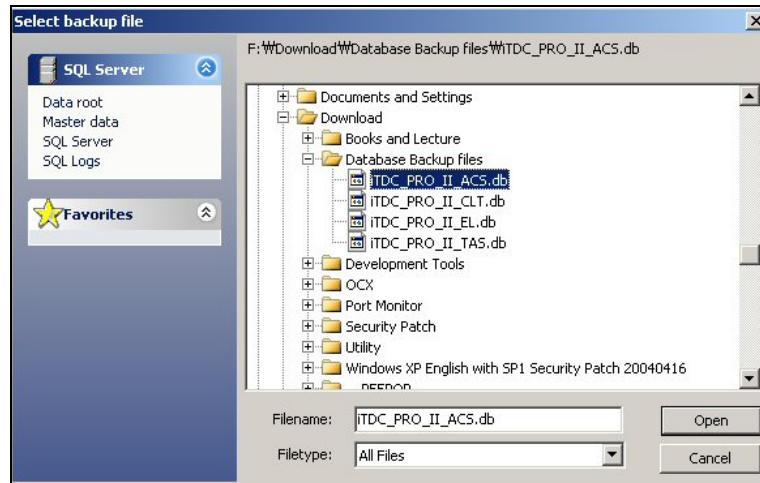 Select backup file
SQL Server
Data root
Master data
SQL Server
SQL Logs
Favorites
F:₩Download₩Database Backup files₩iTDC_PRO_II_ACS.db
Documents and Settings
Download
Books and Lecture
Database Backup files
iTDC_PRO_II_ACS.db
iTDC_PRO_II_CLT.db
iTDC_PRO_II_EL.db
iTDC_PRO_II_TAS.db
Development Tools
OCX
Port Monitor
Security Patch
Utility
Windows XP English with SP1 Security Patch 20040416
Filename: iTDC_PRO_II_ACS.db Open
Filetype: All Files Cancel